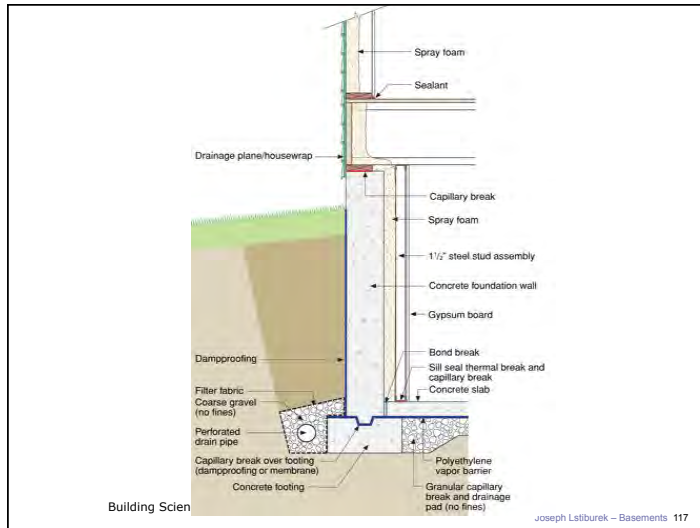 Spray foam
Sealant
Drainage plane/housewrap
Capillary break
Spray foam
1 1/2" steel stud assembly
Concrete foundation wall
Gypsum board
Bond break
Dampproofing
Sill seal thermal break and
capillary break
Concrete slab
Filter fabric
Coarse gravel
(no fines)
Perforated
drain pipe
Capillary break over footing
(dampproofing or membrane)
Concrete footing
Polyethylene
vapor barrier
Granular capillary
break and drainage
pad (no fines)
Building Scien
Joseph Lstiburek – Basements 117